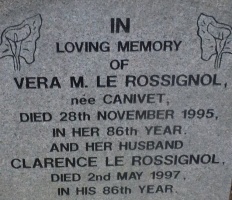 IN
LOVING MEMORY
OF
VERA M. LE ROSSIGNOL,
née CANIVET,
DIED 28th NOVEMBER 1995,
IN HER 86th YEAR.
AND HER HUSBAND
CLARENCE LE ROSSIGNOL,
DIED 2nd MAY 1997,
IN HIS 86th YEAR